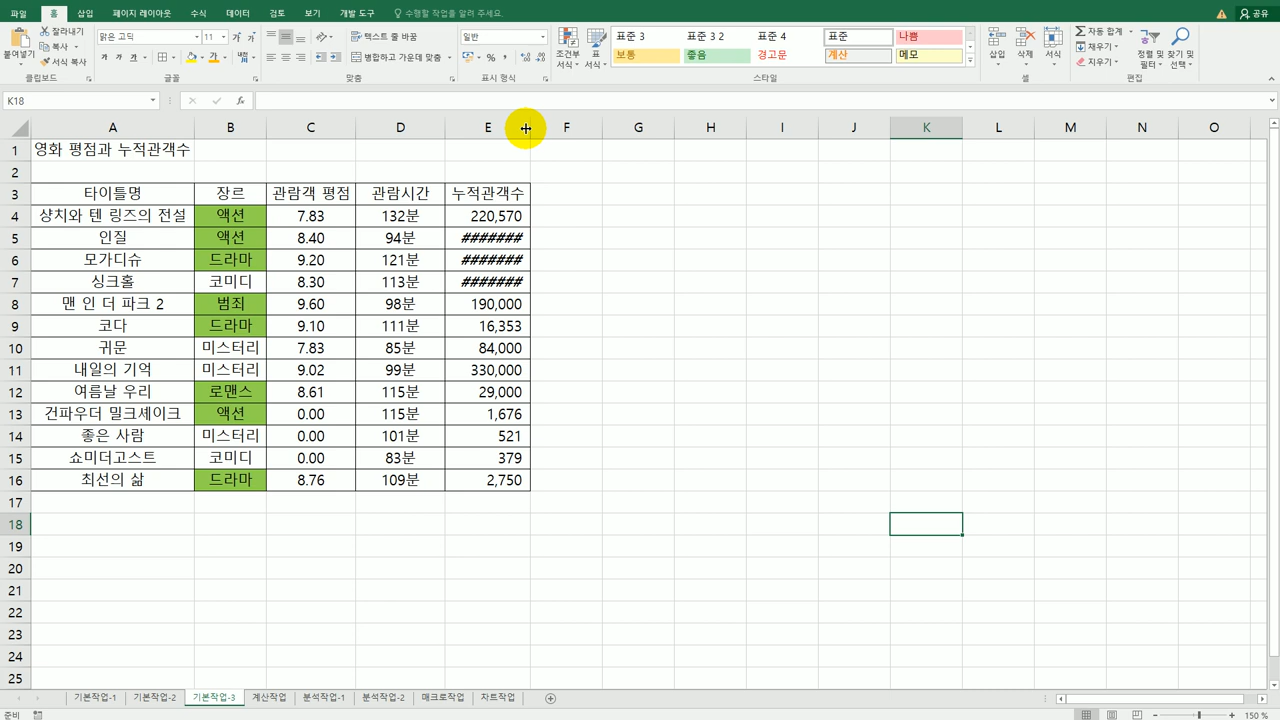 파일 홈 삽입 페이지 레이아웃 수식 데이터 검토 보기 개발 도구 수행할 작업을 알려 주세요. 공유
붙여넣기 잘라내기 복사 서식 복사
맑은 고딕 11 가 가
가 가 가
텍스트 줄 바꿈
병합하고 가운데 맞춤
일반
조건부 서식 표 서식
표준 3 표준 3 2 표준 4 표준 나쁨
보통 좋음 경고문 계산 메모
삽입 삭제 서식
자동 합계 채우기 지우기
정렬 및 필터 찾기 및 선택
클립보드 글꼴 맞춤 표시 형식 스타일 셀 편집
K18 fx
A B C D E F G H I J K L M N O
1 영화 평점과 누적관객수
2
3 타이틀명 장르 관람객 평점 관람시간 누적관객수
4 샹치와 텐 링즈의 전설 액션 7.83 132분 220,570
5 인질 액션 8.40 94분 #######
6 모가디슈 드라마 9.20 121분 #######
7 싱크홀 코미디 8.30 113분 #######
8 맨 인 더 파크 2 범죄 9.60 98분 190,000
9 코다 드라마 9.10 111분 16,353
10 귀문 미스터리 7.83 85분 84,000
11 내일의 기억 미스터리 9.02 99분 330,000
12 여름날 우리 로맨스 8.61 115분 29,000
13 건파우더 밀크셰이크 액션 0.00 115분 1,676
14 좋은 사람 미스터리 0.00 101분 521
15 쇼미더고스트 코미디 0.00 83분 379
16 최선의 삶 드라마 8.76 109분 2,750
17
18
19
20
21
22
23
24
25
기본작업-1 기본작업-2 기본작업-3 계산작업 분석작업-1 분석작업-2 매크로작업 차트작업
준비 150 %